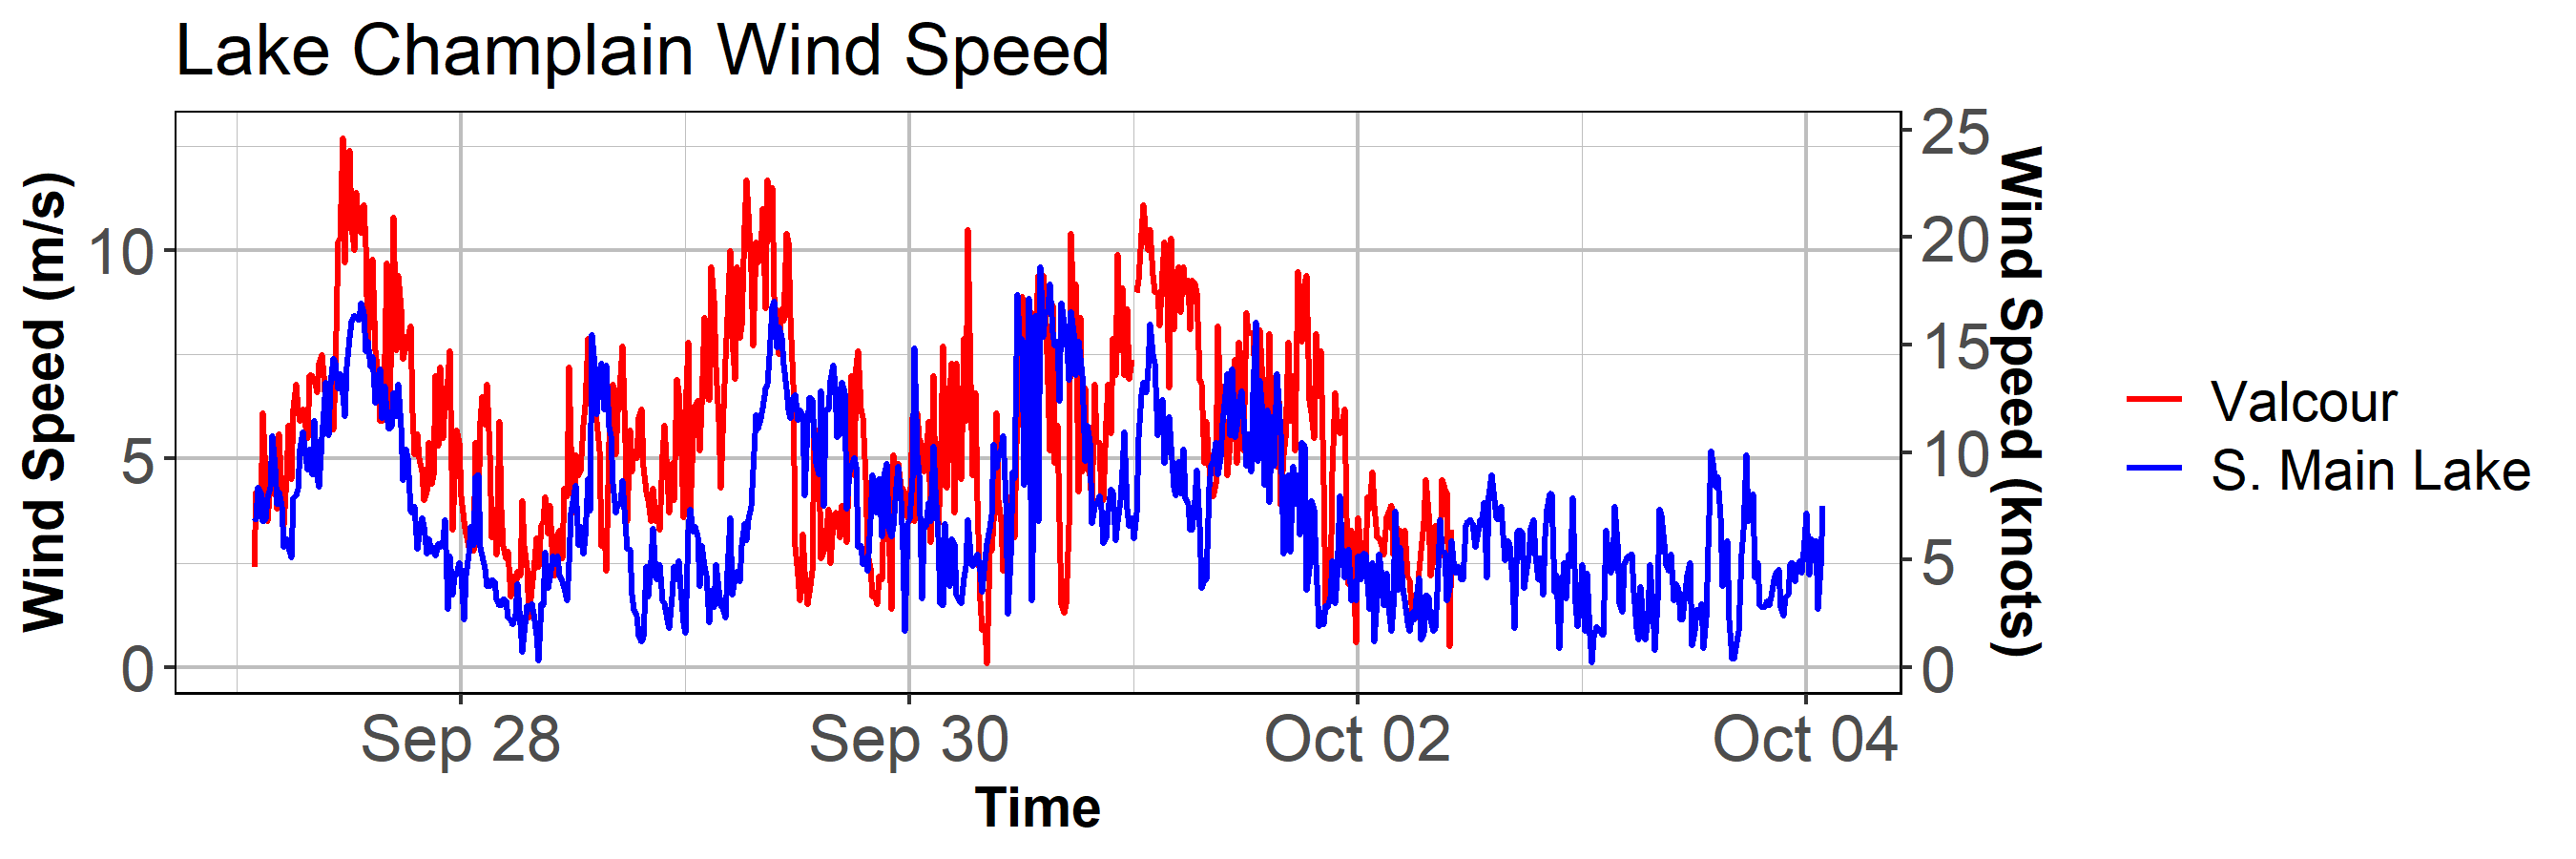 Lake Champlain Wind Speed
Wind Speed (m/s)
10
5
0
25
20
15
10
5
0
Wind Speed (knots)
Sep 28
Sep 30
Oct 02
Oct 04
Time
Valcour
S. Main Lake